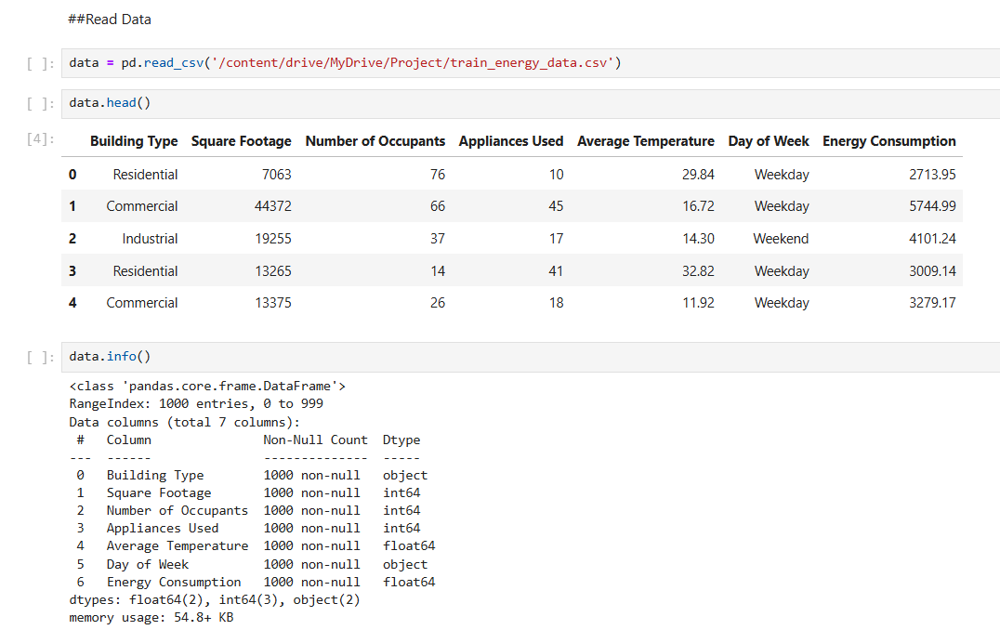 ##Read Data
[ ]: data = pd.read_csv('/content/drive/MyDrive/Project/train_energy_data.csv')
[ ]: data.head()
[4]: Building Type Square Footage Number of Occupants Appliances Used Average Temperature Day of Week Energy Consumption
0 Residential 7063 76 10 29.84 Weekday 2713.95
1 Commercial 44372 66 45 16.72 Weekday 5744.99
2 Industrial 19255 37 17 14.30 Weekend 4101.24
3 Residential 13265 14 41 32.82 Weekday 3009.14
4 Commercial 13375 26 18 11.92 Weekday 3279.17
[ ]: data.info()
<class 'pandas.core.frame.DataFrame'>
RangeIndex: 1000 entries, 0 to 999
Data columns (total 7 columns):
 #   Column               Non-Null Count  Dtype
---  ------               --------------  -----
 0   Building Type        1000 non-null   object
 1   Square Footage       1000 non-null   int64
 2   Number of Occupants  1000 non-null   int64
 3   Appliances Used      1000 non-null   int64
 4   Average Temperature  1000 non-null   float64
 5   Day of Week          1000 non-null   object
 6   Energy Consumption   1000 non-null   float64
dtypes: float64(2), int64(3), object(2)
memory usage: 54.8+ KB